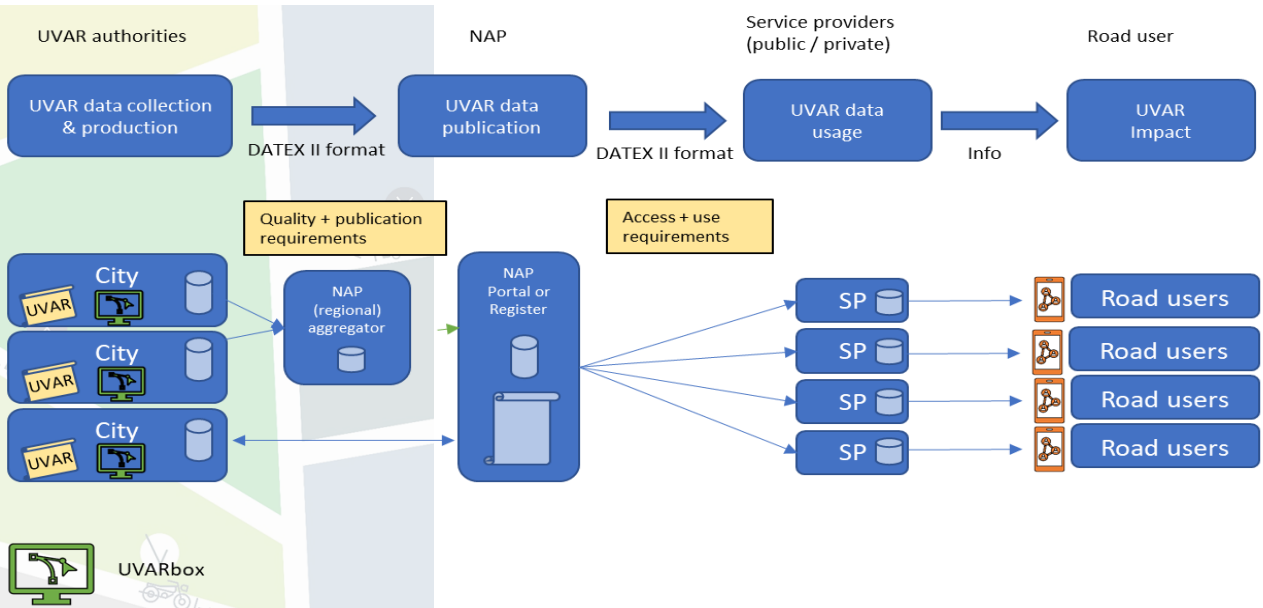 UVAR authorities
NAP
Service providers
(public / private)
Road user
UVAR data collection
& production
DATEX II format
UVAR data
publication
DATEX II format
UVAR data
usage
Info
UVAR
Impact
Quality + publication
requirements
Access + use
requirements
City
UVAR
City
UVAR
City
UVAR
NAP
(regional)
aggregator
NAP
Portal or
Register
SP
SP
SP
SP
Road users
Road users
Road users
Road users
UVARbox